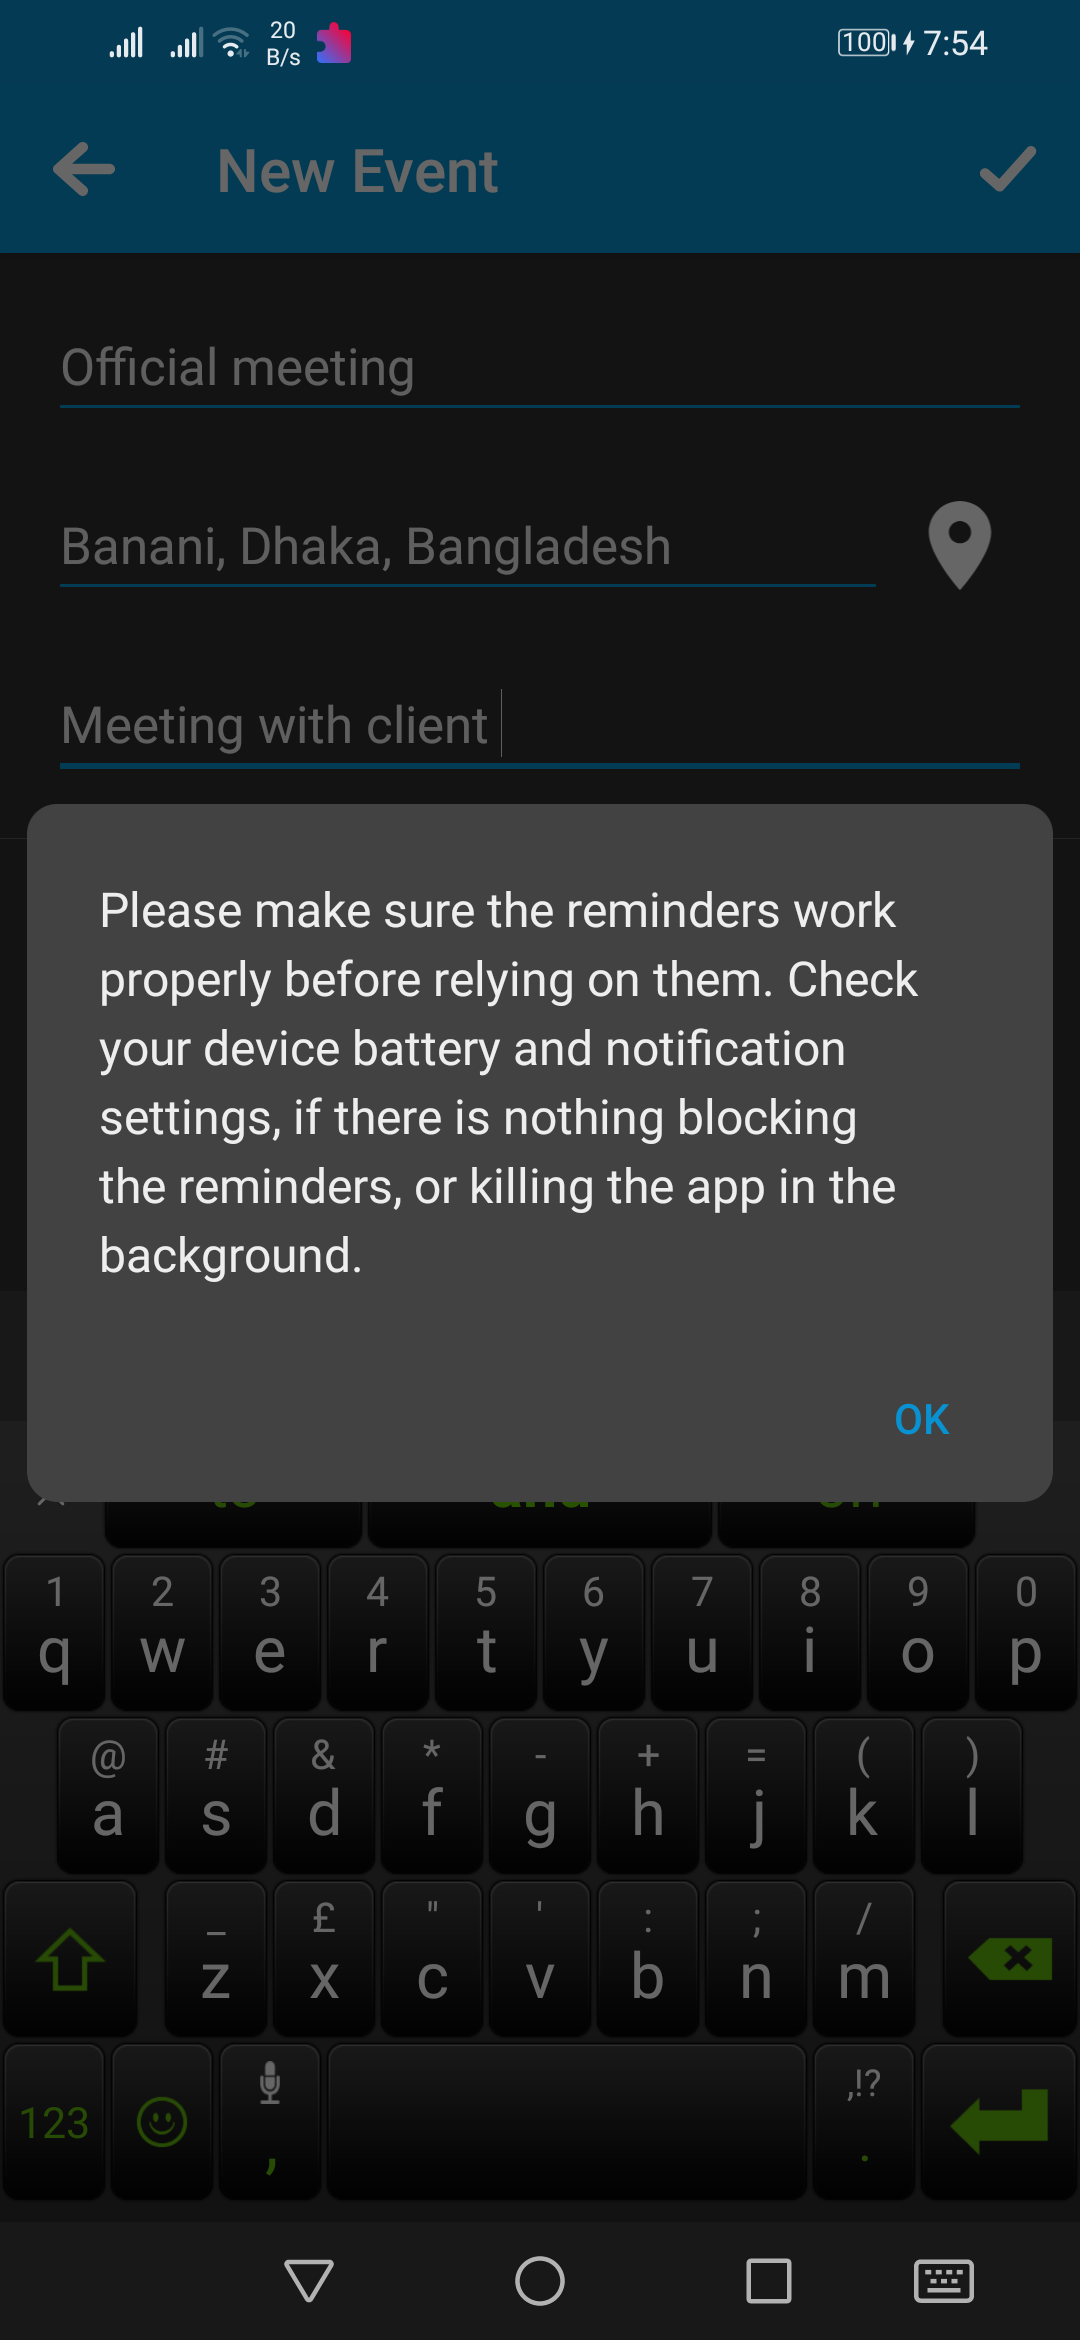 20
B/s
100
7:54
New Event
Official meeting
Banani, Dhaka, Bangladesh
Meeting with client
Please make sure the reminders work
properly before relying on them. Check
your device battery and notification
settings, if there is nothing blocking
the reminders, or killing the app in the
background.
OK
to and on
1 2 3 4 5 6 7 8 9 0
q w e r t y u i o p
@ # & * - + = ( )
a s d f g h j k l
_ £ " ' : ; /
z x c v b n m
,!?
123 , .